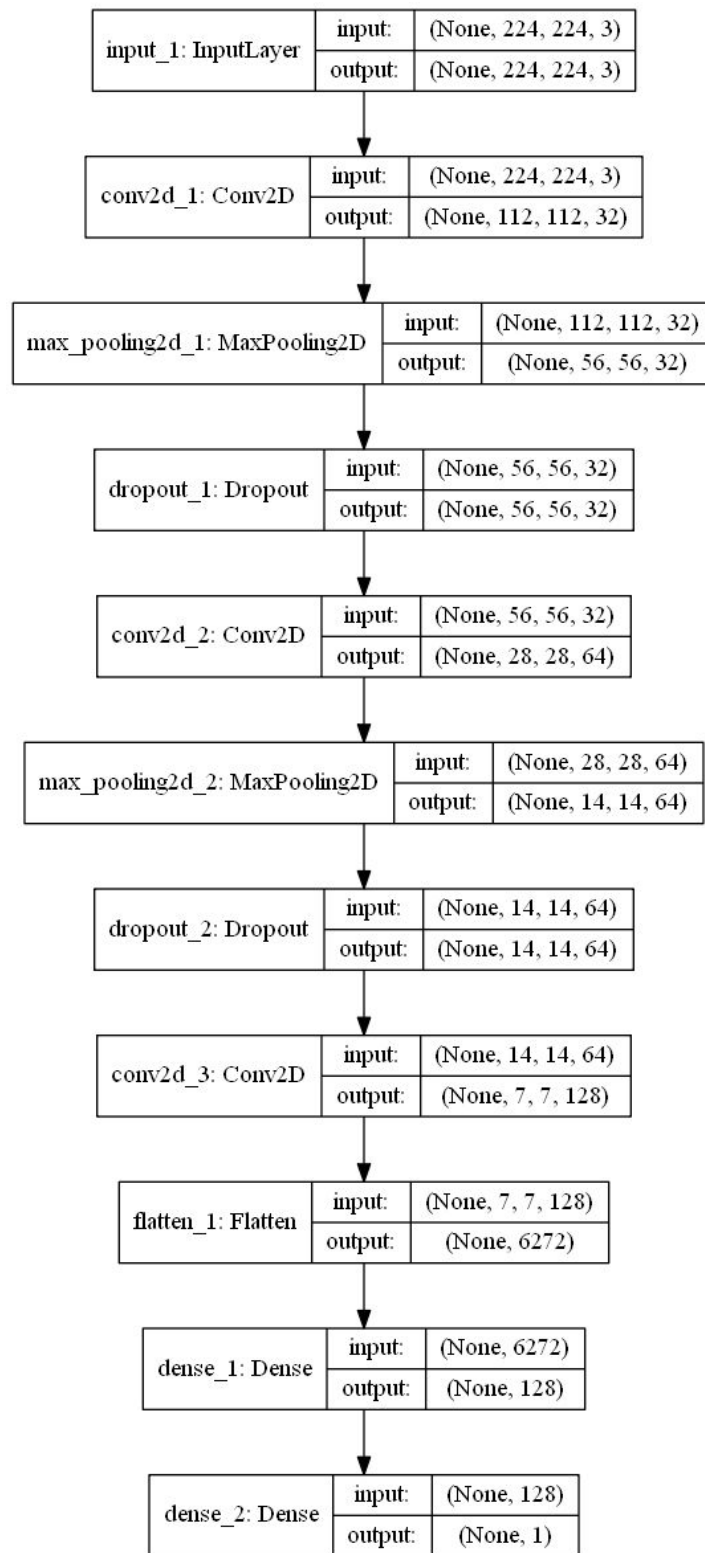 input_1: InputLayer
input: (None, 224, 224, 3)
output: (None, 224, 224, 3)
conv2d_1: Conv2D
input: (None, 224, 224, 3)
output: (None, 112, 112, 32)
max_pooling2d_1: MaxPooling2D
input: (None, 112, 112, 32)
output: (None, 56, 56, 32)
dropout_1: Dropout
input: (None, 56, 56, 32)
output: (None, 56, 56, 32)
conv2d_2: Conv2D
input: (None, 56, 56, 32)
output: (None, 28, 28, 64)
max_pooling2d_2: MaxPooling2D
input: (None, 28, 28, 64)
output: (None, 14, 14, 64)
dropout_2: Dropout
input: (None, 14, 14, 64)
output: (None, 14, 14, 64)
conv2d_3: Conv2D
input: (None, 14, 14, 64)
output: (None, 7, 7, 128)
flatten_1: Flatten
input: (None, 7, 7, 128)
output: (None, 6272)
dense_1: Dense
input: (None, 6272)
output: (None, 128)
dense_2: Dense
input: (None, 128)
output: (None, 1)